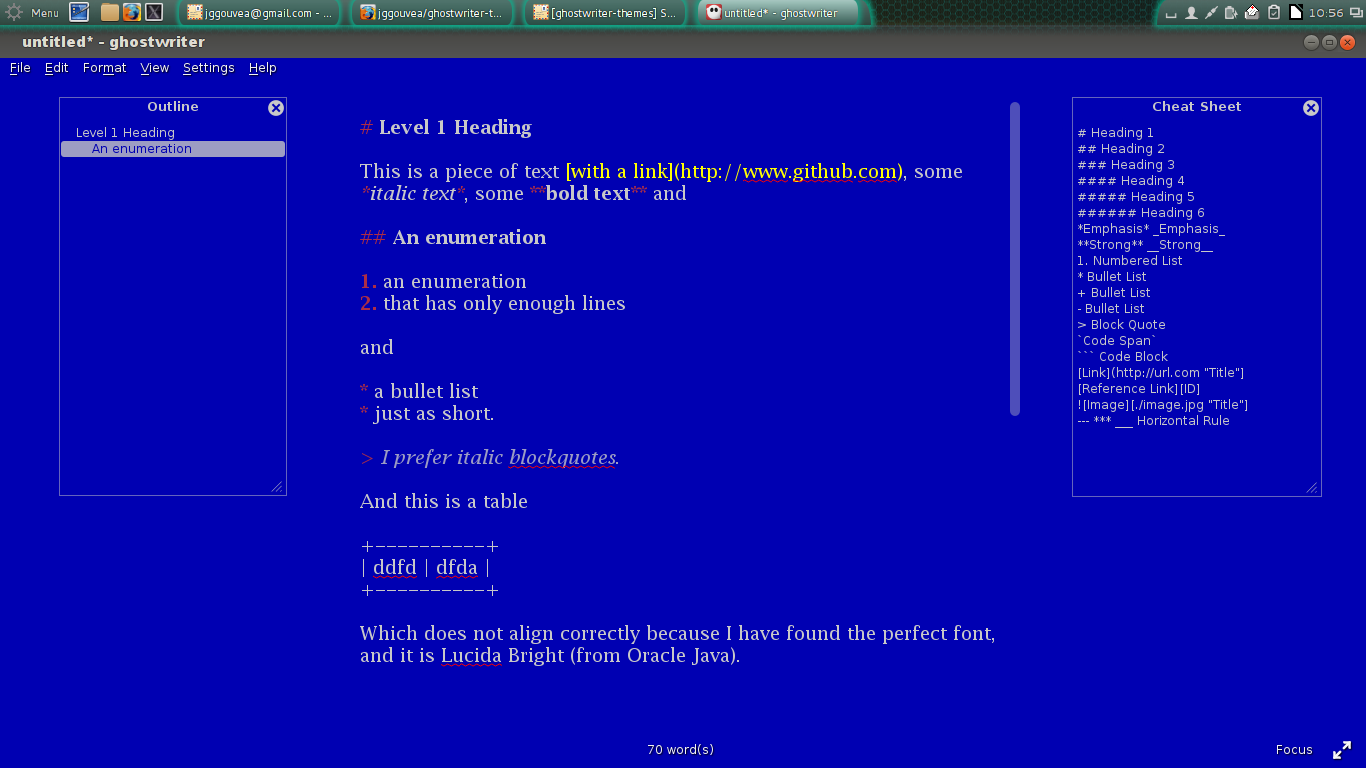 Menu
jggouvea@gmail.com - ...
jggouvea/ghostwriter-t...
[ghostwriter-themes] S...
untitled* - ghostwriter
10:56
untitled* - ghostwriter
File Edit Format View Settings Help
Outline
Level 1 Heading
An enumeration
# Level 1 Heading
This is a piece of text [with a link](http://www.github.com), some
*italic text*, some **bold text** and
## An enumeration
1. an enumeration
2. that has only enough lines
and
* a bullet list
* just as short.
> I prefer italic blockquotes.
And this is a table
+----------+
| ddfd | dfda |
+----------+
Which does not align correctly because I have found the perfect font,
and it is Lucida Bright (from Oracle Java).
Cheat Sheet
# Heading 1
## Heading 2
### Heading 3
#### Heading 4
##### Heading 5
###### Heading 6
*Emphasis* _Emphasis_
**Strong** __Strong__
1. Numbered List
* Bullet List
+ Bullet List
- Bullet List
> Block Quote
`Code Span`
``` Code Block
[Link](http://url.com "Title"]
[Reference Link][ID]
![Image][./image.jpg "Title"]
--- *** ___ Horizontal Rule
70 word(s)
Focus